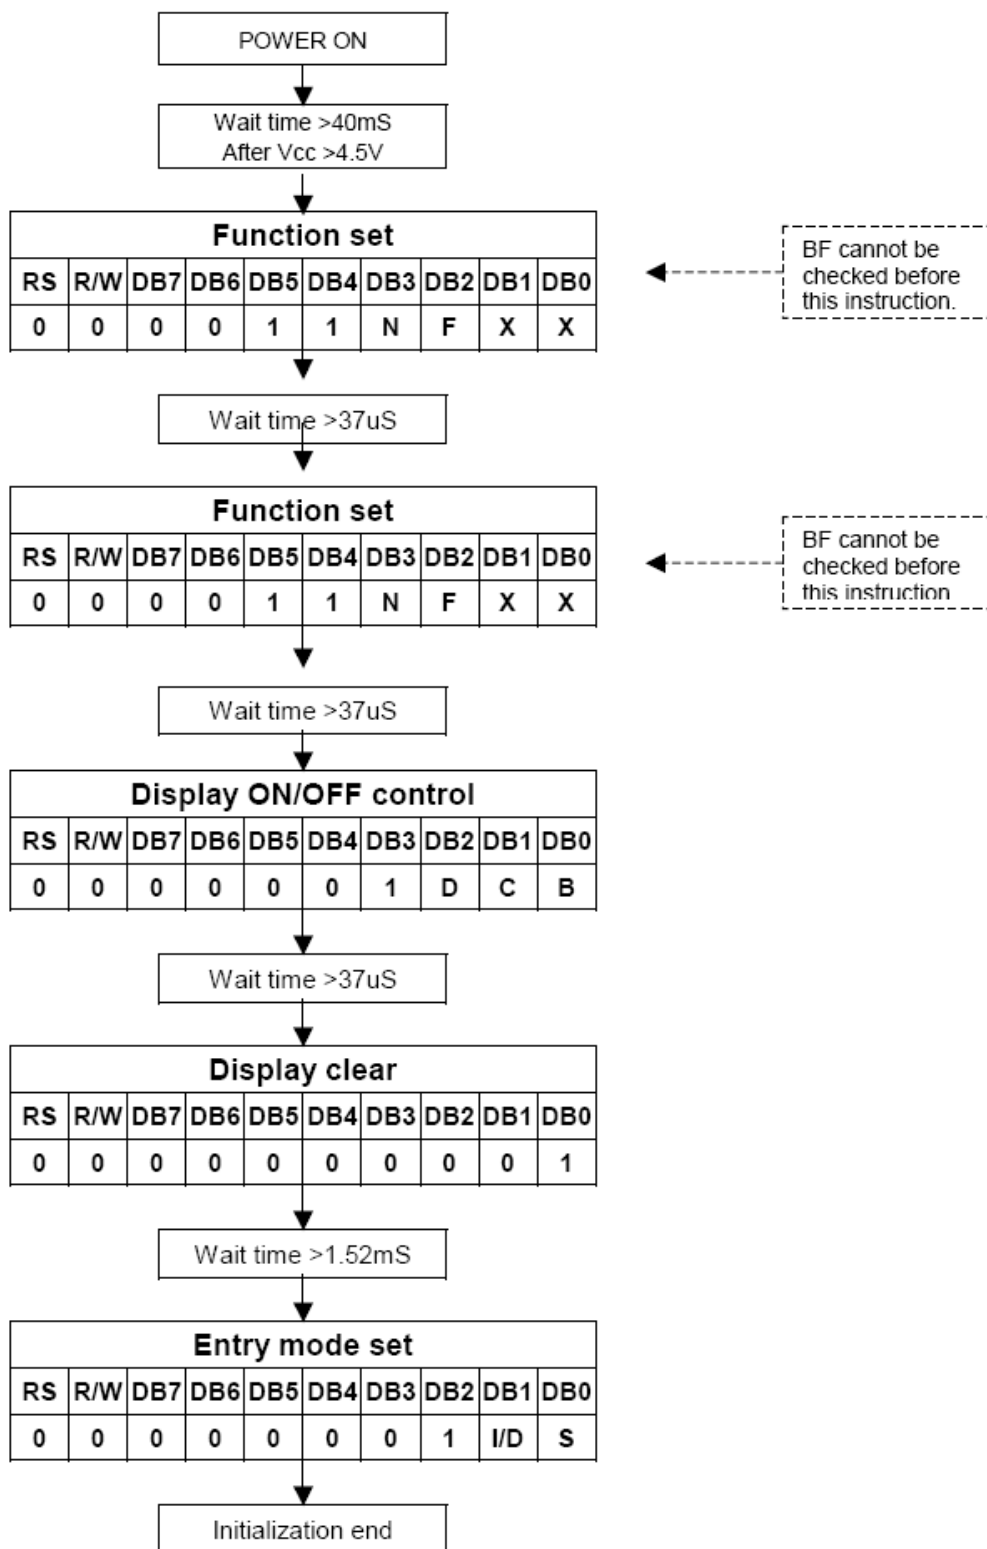 POWER ON
Wait time >40mS
After Vcc >4.5V
Function set
RS R/W DB7 DB6 DB5 DB4 DB3 DB2 DB1 DB0
0 0 0 0 1 1 N F X X
BF cannot be
checked before
this instruction.
Wait time >37uS
Function set
RS R/W DB7 DB6 DB5 DB4 DB3 DB2 DB1 DB0
0 0 0 0 1 1 N F X X
BF cannot be
checked before
this instruction
Wait time >37uS
Display ON/OFF control
RS R/W DB7 DB6 DB5 DB4 DB3 DB2 DB1 DB0
0 0 0 0 0 0 1 D C B
Wait time >37uS
Display clear
RS R/W DB7 DB6 DB5 DB4 DB3 DB2 DB1 DB0
0 0 0 0 0 0 0 0 0 1
Wait time >1.52mS
Entry mode set
RS R/W DB7 DB6 DB5 DB4 DB3 DB2 DB1 DB0
0 0 0 0 0 0 0 1 I/D S
Initialization end